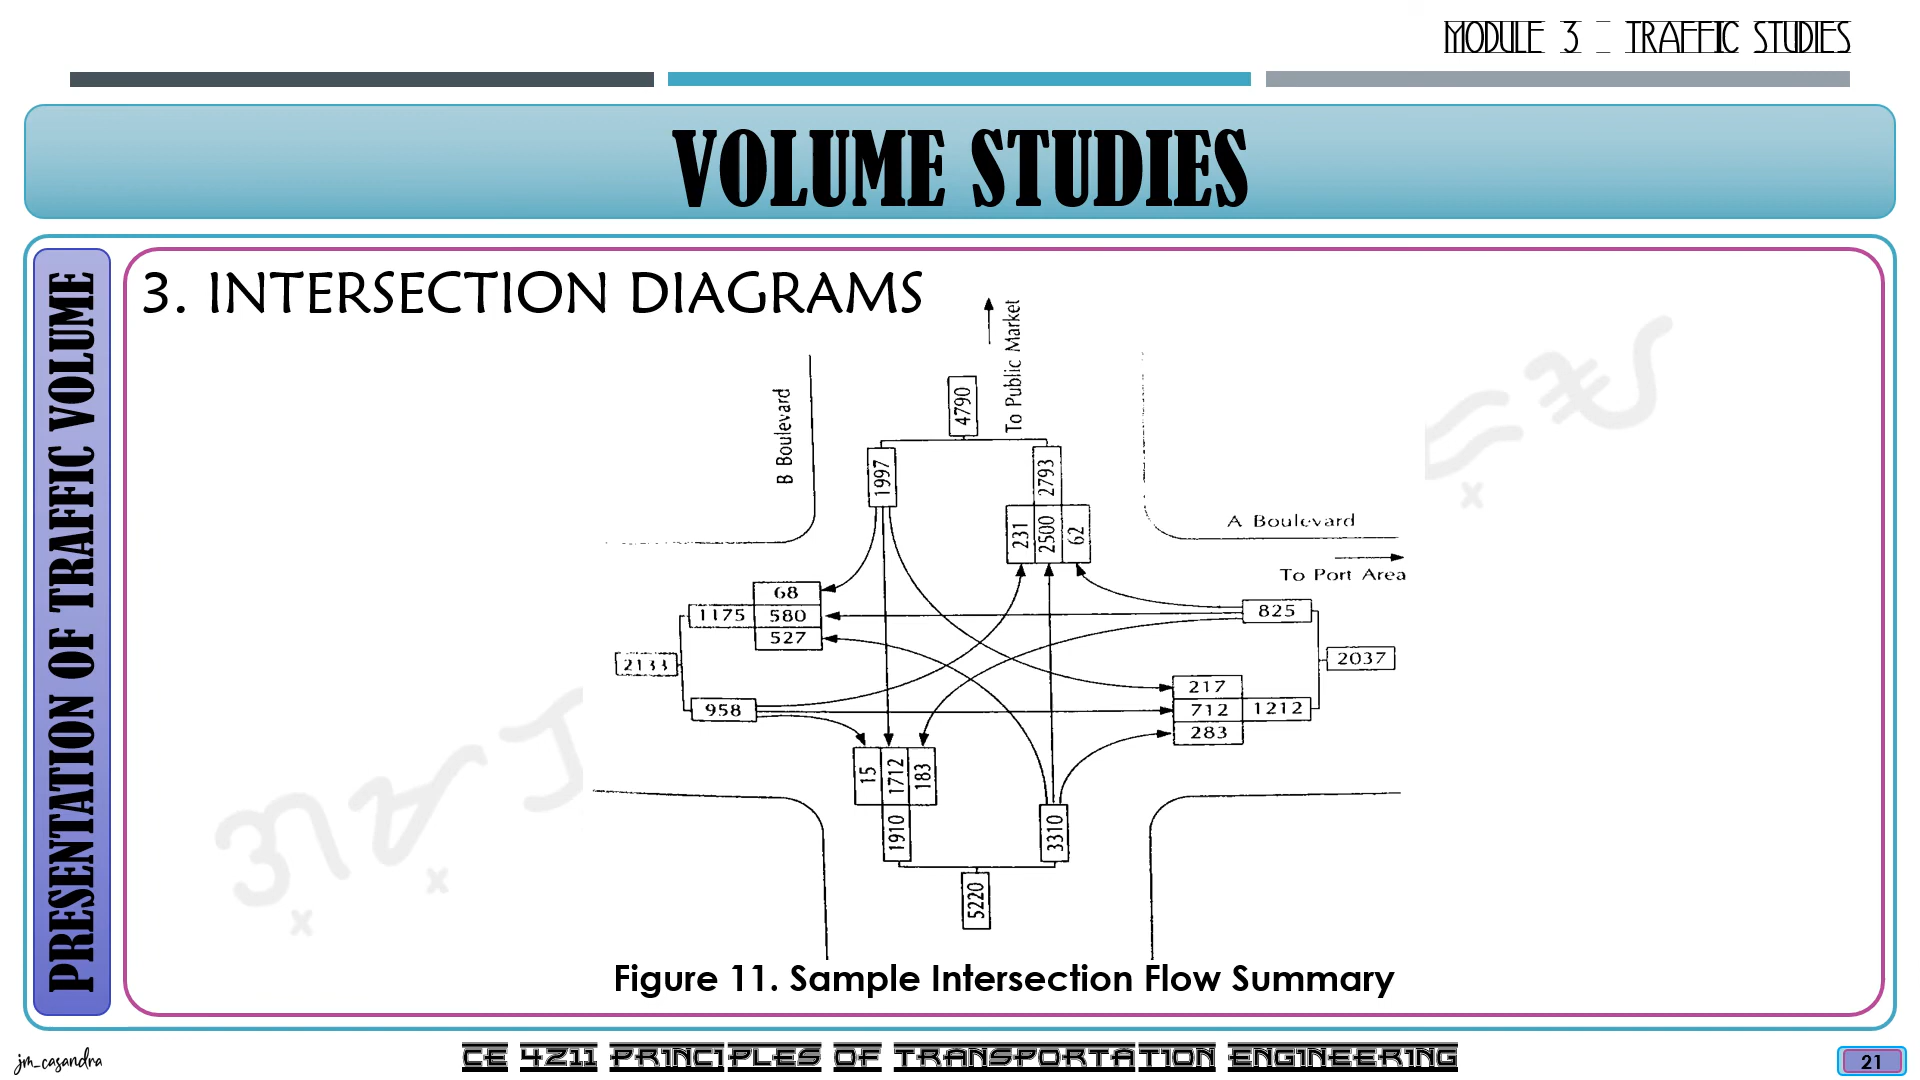 MODULE 3 - TRAFFIC STUDIES
VOLUME STUDIES
PRESENTATION OF TRAFFIC VOLUME
3. INTERSECTION DIAGRAMS
To Public Market
B Boulevard
4790
1997
2793
231
2500
62
A Boulevard
To Port Area
68
1175
580
527
825
2133
2037
958
217
712
1212
283
15
1712
183
1910
3310
5220
Figure 11. Sample Intersection Flow Summary
jm_casandra
CE 4211 PRINCIPLES OF TRANSPORTATION ENGINEERING
21